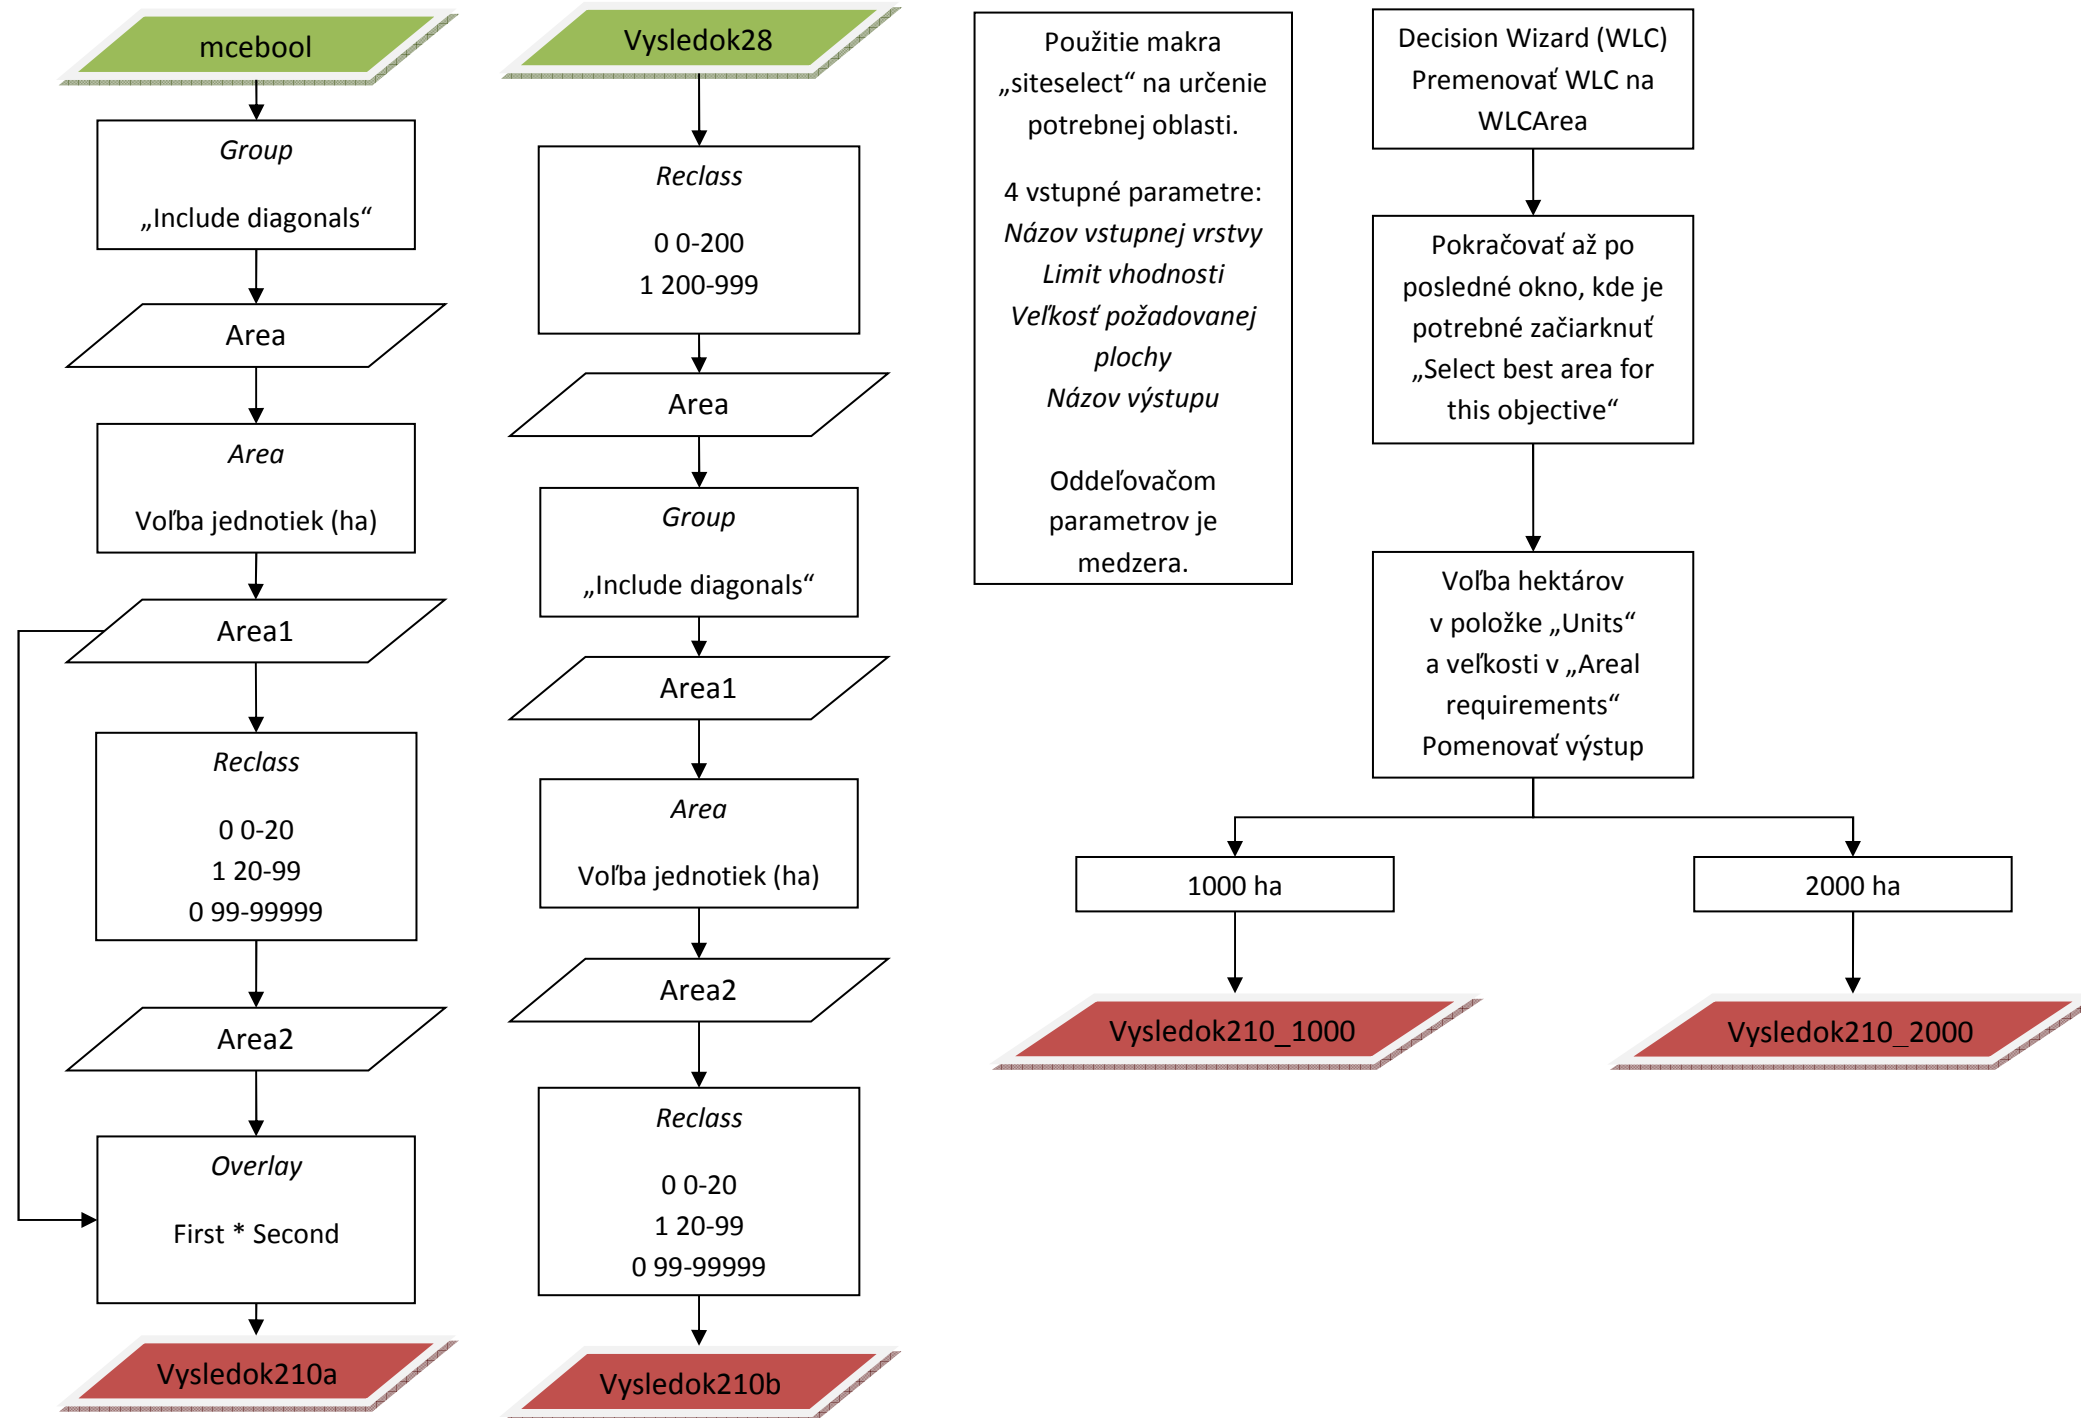 mcebool
Group
„Include diagonals“
Area
Area
Voľba jednotiek (ha)
Area1
Reclass
0 0-20
1 20-99
0 99-99999
Area2
Overlay
First * Second
Vysledok210a
Vysledok28
Reclass
0 0-200
1 200-999
Area
Group
„Include diagonals“
Area1
Area
Voľba jednotiek (ha)
Area2
Reclass
0 0-20
1 20-99
0 99-99999
Vysledok210b
Použitie makra
„siteselect“ na určenie
potrebnej oblasti.
4 vstupné parametre:
Názov vstupnej vrstvy
Limit vhodnosti
Veľkosť požadovanej
plochy
Názov výstupu
Oddeľovačom
parametrov je
medzera.
Decision Wizard (WLC)
Premenovať WLC na
WLCArea
Pokračovať až po
posledné okno, kde je
potrebné začiarknuť
„Select best area for
this objective“
Voľba hektárov
v položke „Units“
a veľkosti v „Areal
requirements“
Pomenovať výstup
1000 ha
2000 ha
Vysledok210_1000
Vysledok210_2000